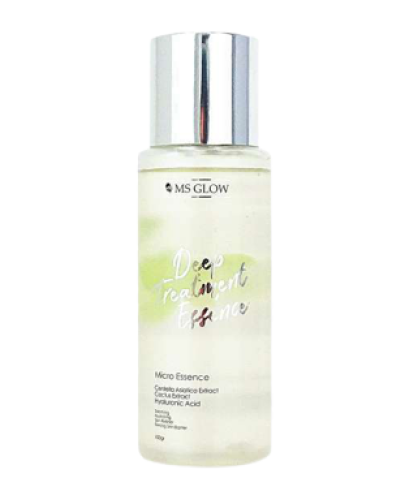 MS GLOW
Deep
Treatment
Essence
Micro Essence
Centella Asiatica Extract
Cactus Extract
Hyaluronic Acid